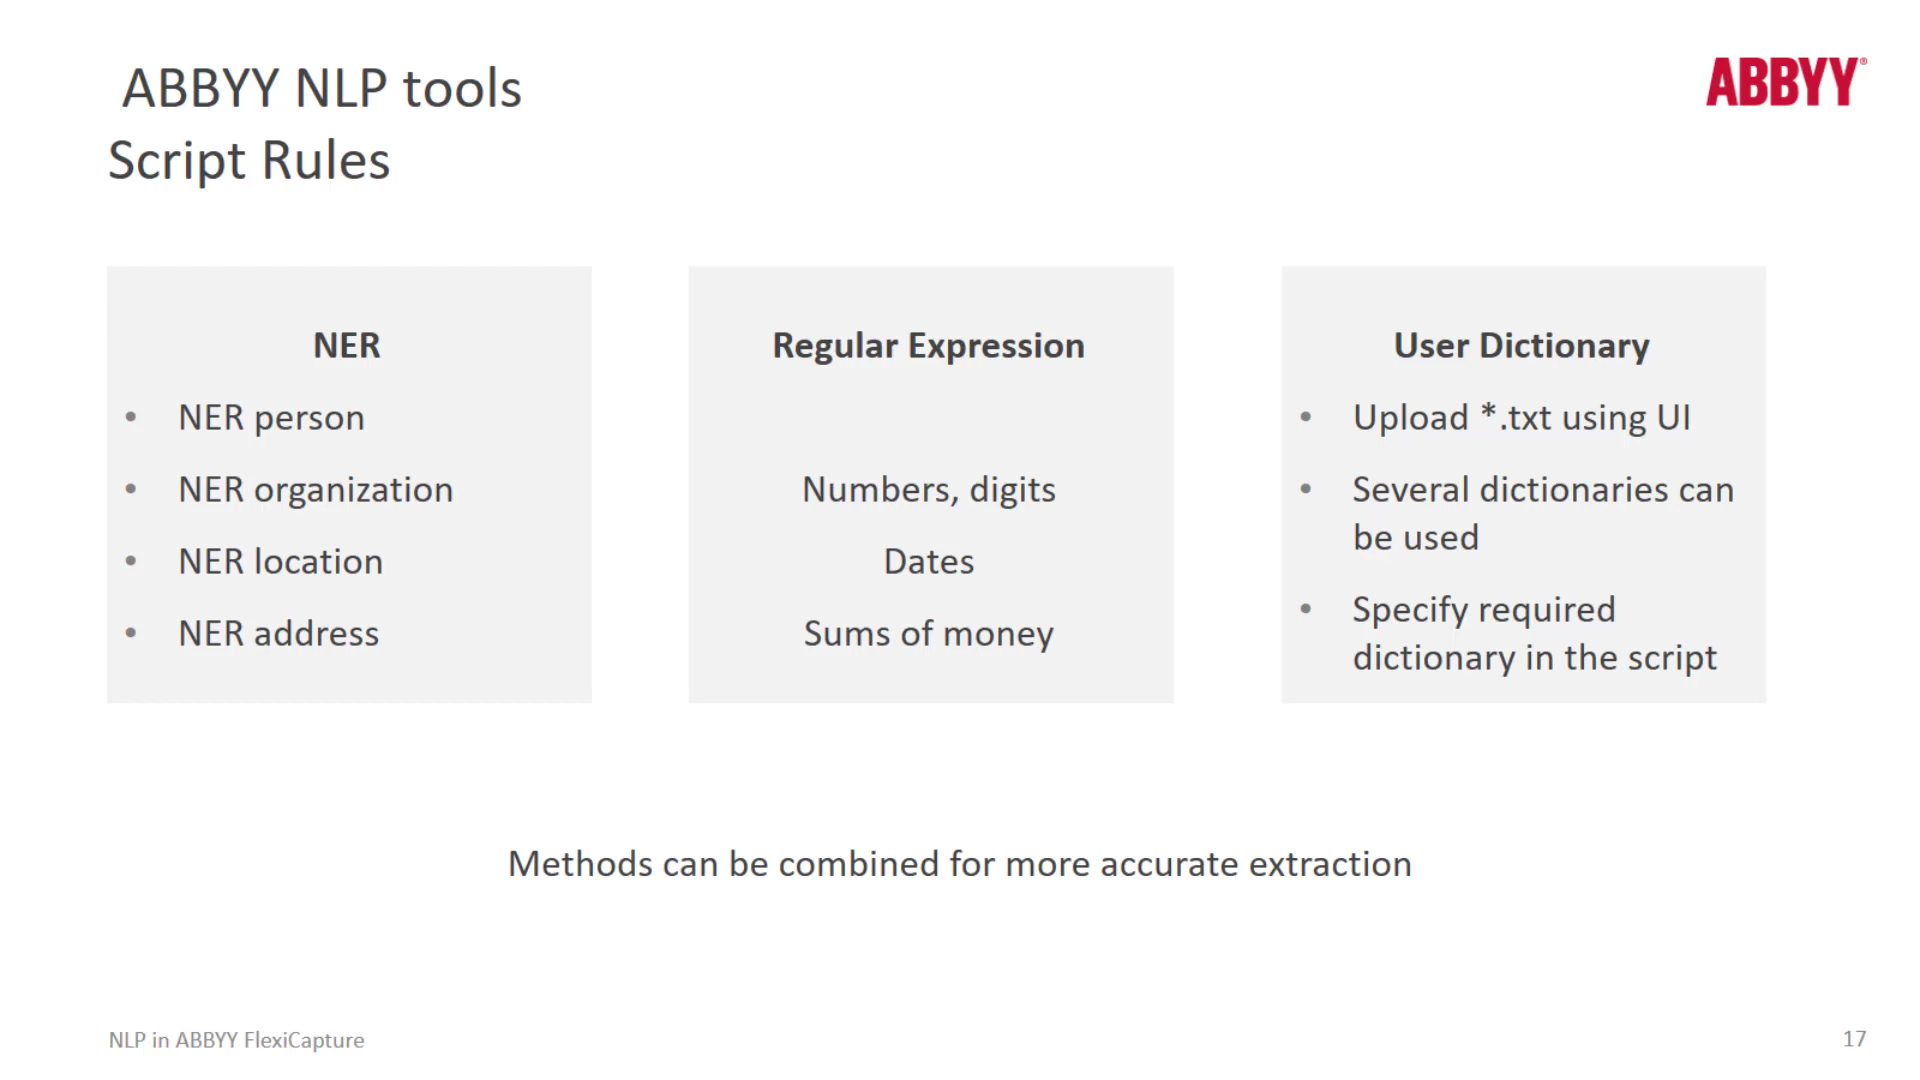 ABBYY NLP tools
Script Rules
ABBYY®
NER
• NER person
• NER organization
• NER location
• NER address
Regular Expression
Numbers, digits
Dates
Sums of money
User Dictionary
• Upload *.txt using UI
• Several dictionaries can
be used
• Specify required
dictionary in the script
Methods can be combined for more accurate extraction
NLP in ABBYY FlexiCapture
17